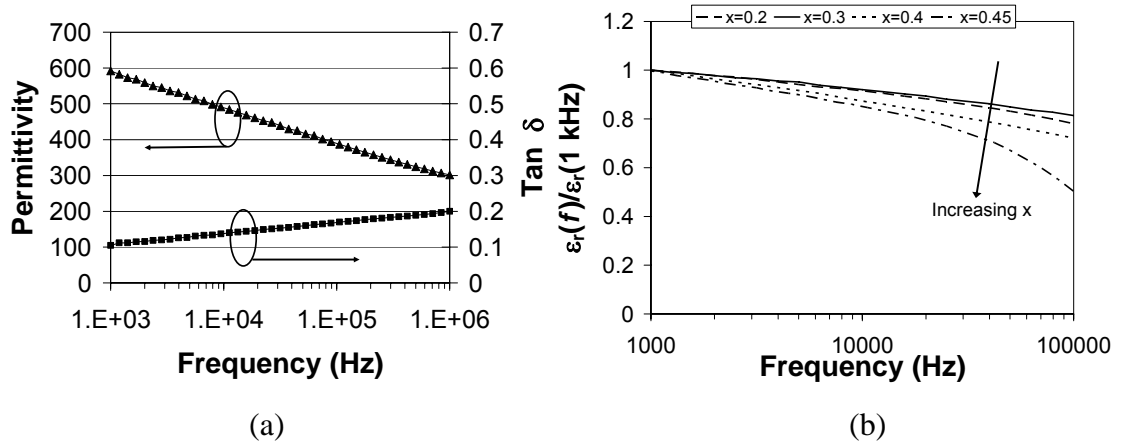 700
600
500
400
300
200
100
0
Permittivity
0.7
0.6
0.5
0.4
0.3
0.2
0.1
0
Tan δ
1.E+03 1.E+04 1.E+05 1.E+06
Frequency (Hz)
(a)
x=0.2 x=0.3 x=0.4 x=0.45
1.2
1
0.8
0.6
0.4
0.2
0
εr(f)/εr(1 kHz)
Increasing x
1000 10000 100000
Frequency (Hz)
(b)